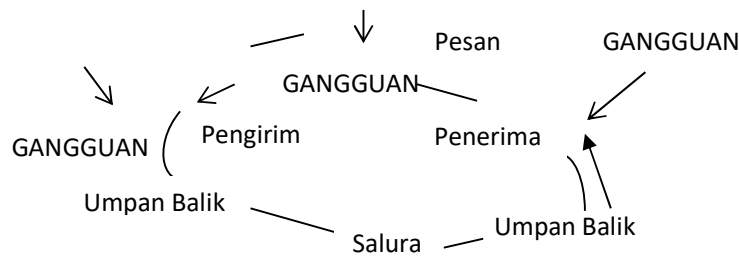 Pesan
GANGGUAN
GANGGUAN
GANGGUAN
Pengirim
Penerima
Umpan Balik
Umpan Balik
Salura